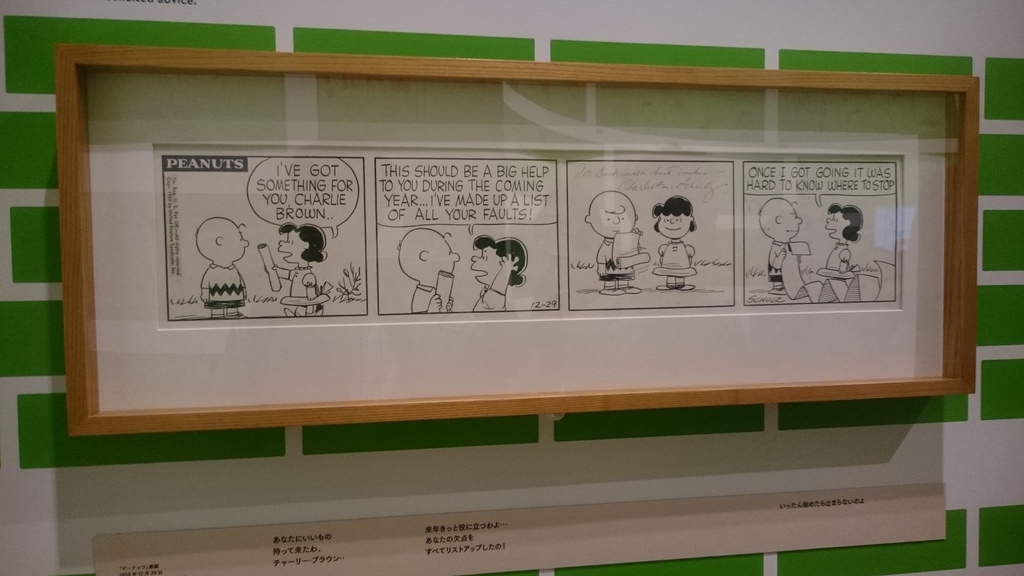 PEANUTS
I'VE GOT
SOMETHING FOR
YOU, CHARLIE
BROWN..
THIS SHOULD BE A BIG HELP
TO YOU DURING THE COMING
YEAR...I'VE MADE UP A LIST
OF ALL YOUR FAULTS!
12-29
ONCE I GOT GOING IT WAS
HARD TO KNOW WHERE TO STOP
SCHULZ
あなたにいいもの
持って来たわ、
チャーリー・ブラウン‥
来年きっと役に立つわよ…
あなたの欠点を
すべてリストアップしたの!
いったん始めたら止まらないのよ
advice.